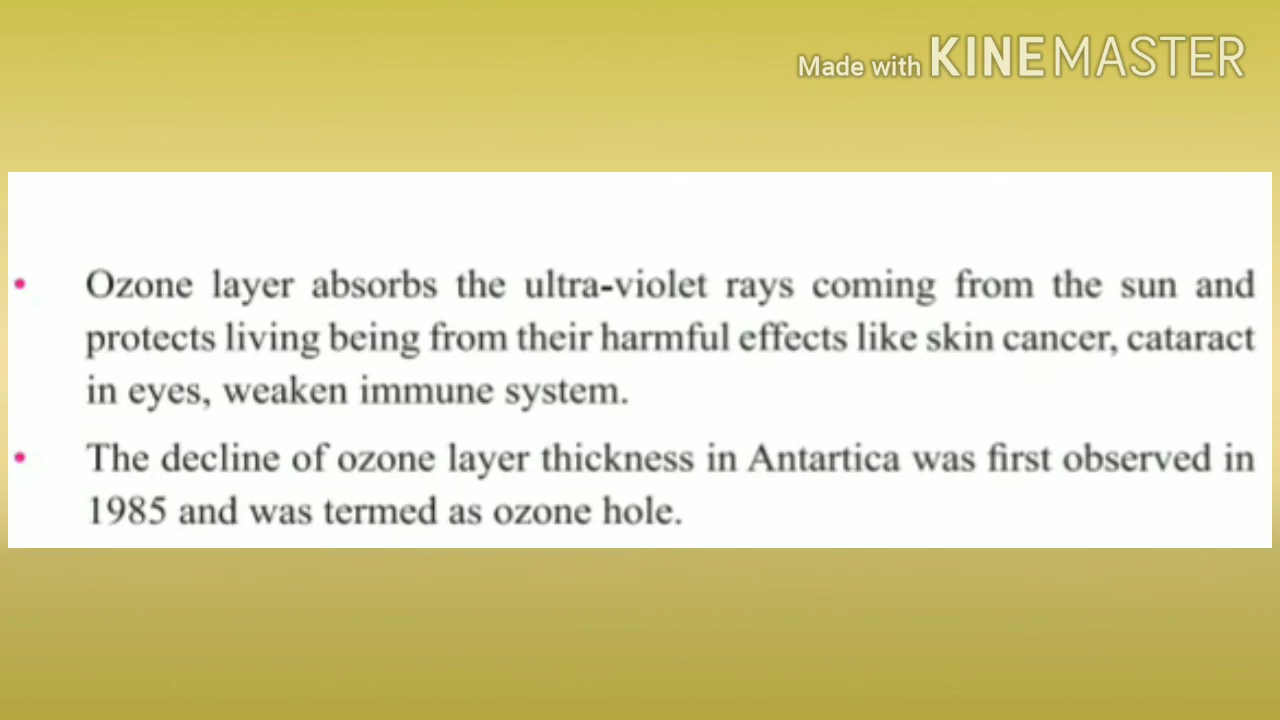 Made with KINEMASTER
• Ozone layer absorbs the ultra-violet rays coming from the sun and
protects living being from their harmful effects like skin cancer, cataract
in eyes, weaken immune system.
• The decline of ozone layer thickness in Antartica was first observed in
1985 and was termed as ozone hole.